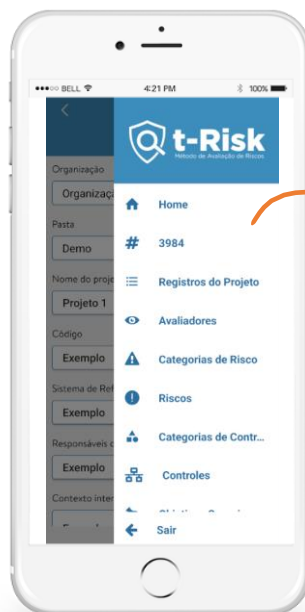 BELL 4:21 PM 100%
t-Risk
Método de Avaliação de Riscos
Organização
Organizaçã
Pasta
Demo
Nome do proje
Projeto 1
Código
Exemplo
Sistema de Ref
Exemplo
Responsáveis c
Exemplo
Contexto inter
Home
# 3984
Registros do Projeto
Avaliadores
Categorias de Risco
Riscos
Categorias de Contr...
Controles
Sair